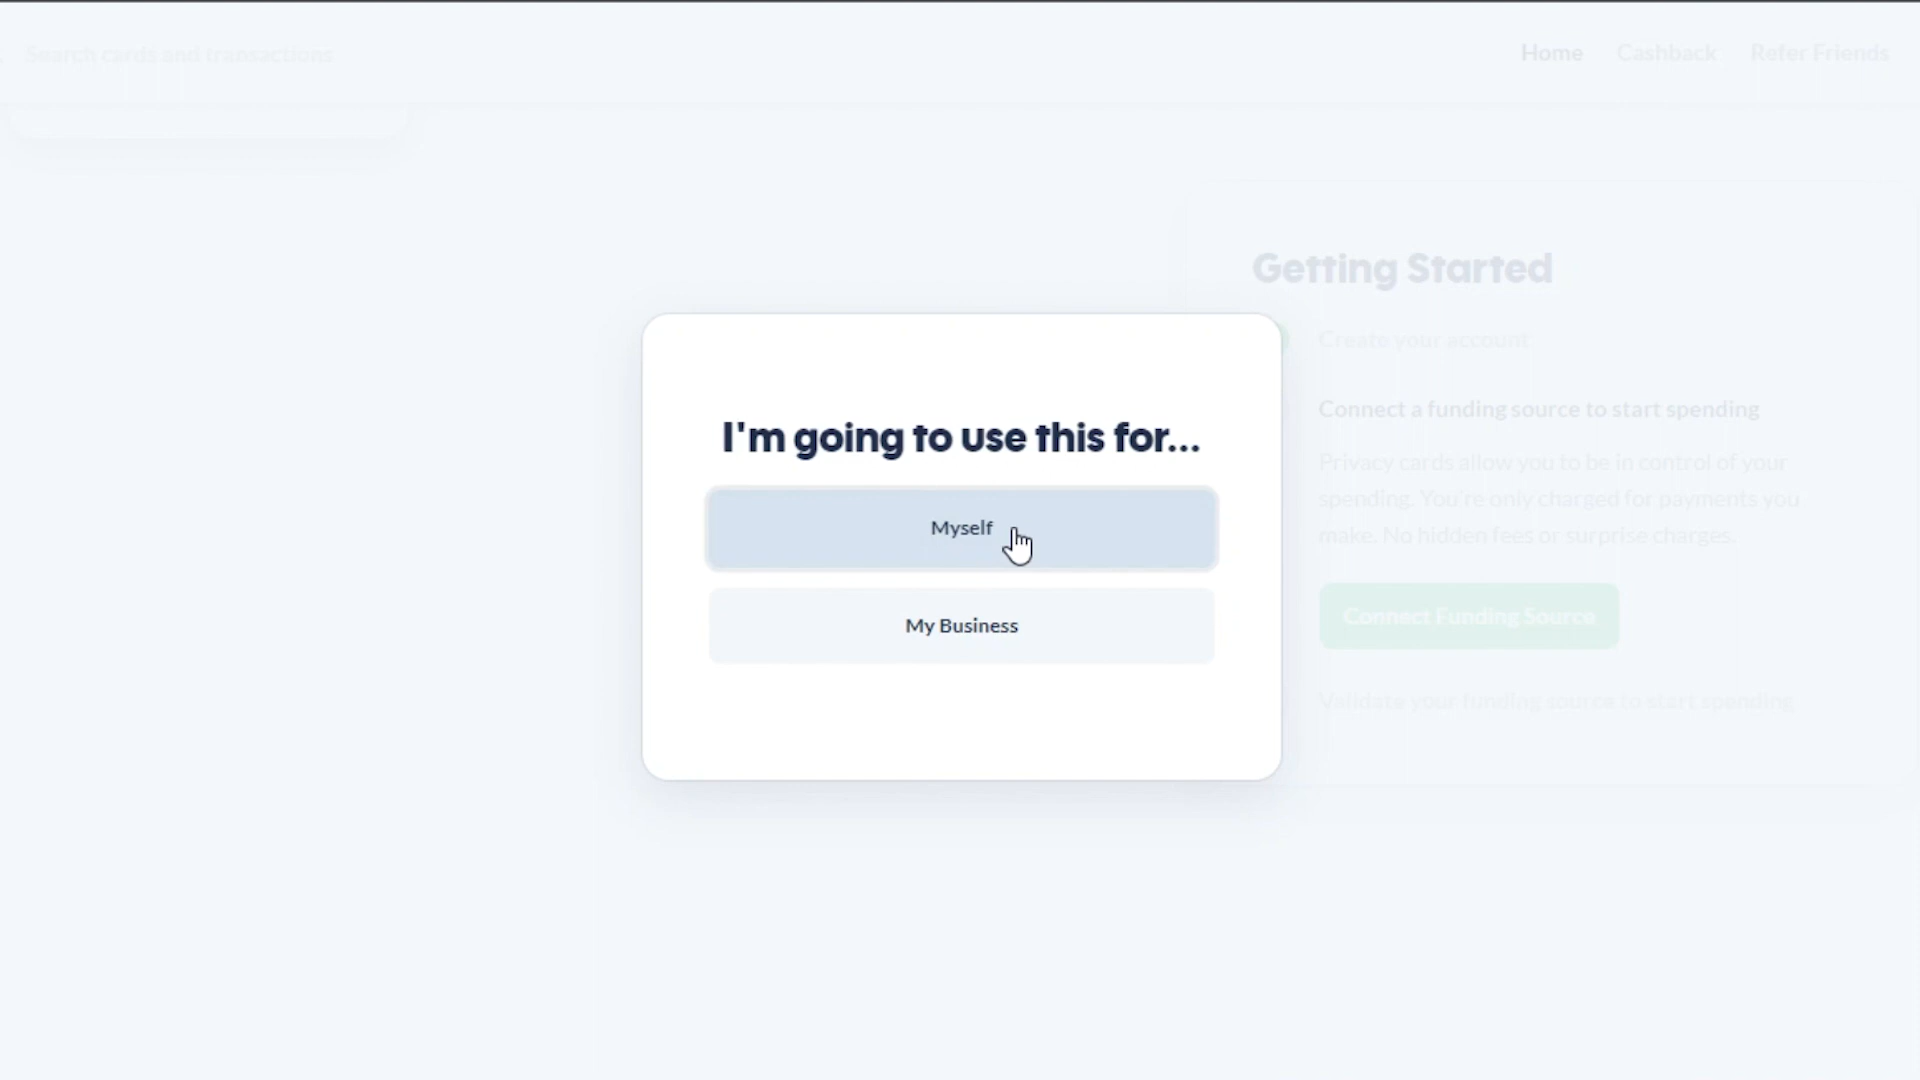 Search cards and transactions
Home Cashback Refer Friends
Getting Started
Create your account
Connect a funding source to start spending
Privacy cards allow you to be in control of your
spending. You're only charged for payments you
make. No hidden fees or surprise charges.
Connect Funding Source
Validate your funding source to start spending
I'm going to use this for...
Myself
My Business